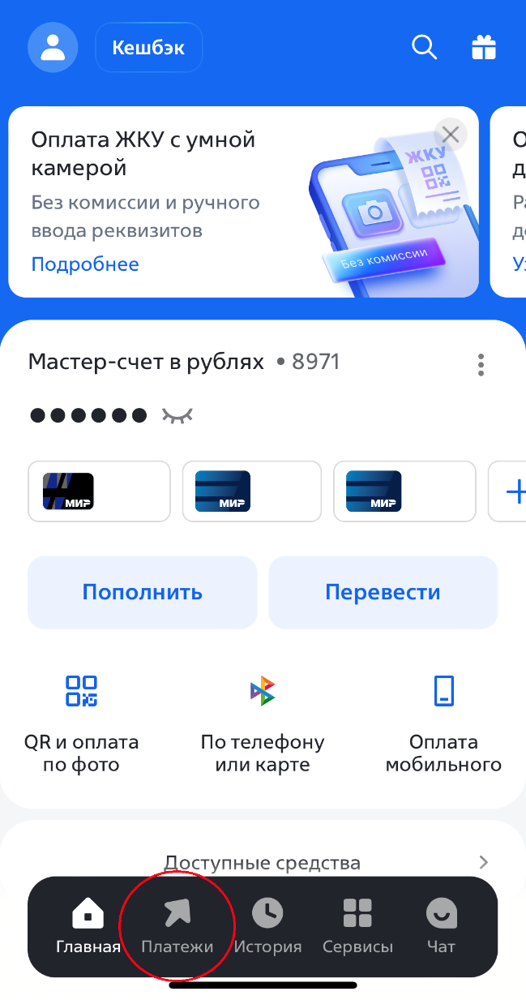 Кешбэк
Оплата ЖКУ с умной
камерой
Без комиссии и ручного
ввода реквизитов
Подробнее
ЖКУ
Без комиссии
Мастер-счет в рублях • 8971
МИР
МИР
МИР
Пополнить
Перевести
QR и оплата
по фото
По телефону
или карте
Оплата
мобильного
Доступные средства
Главная
Платежи
История
Сервисы
Чат